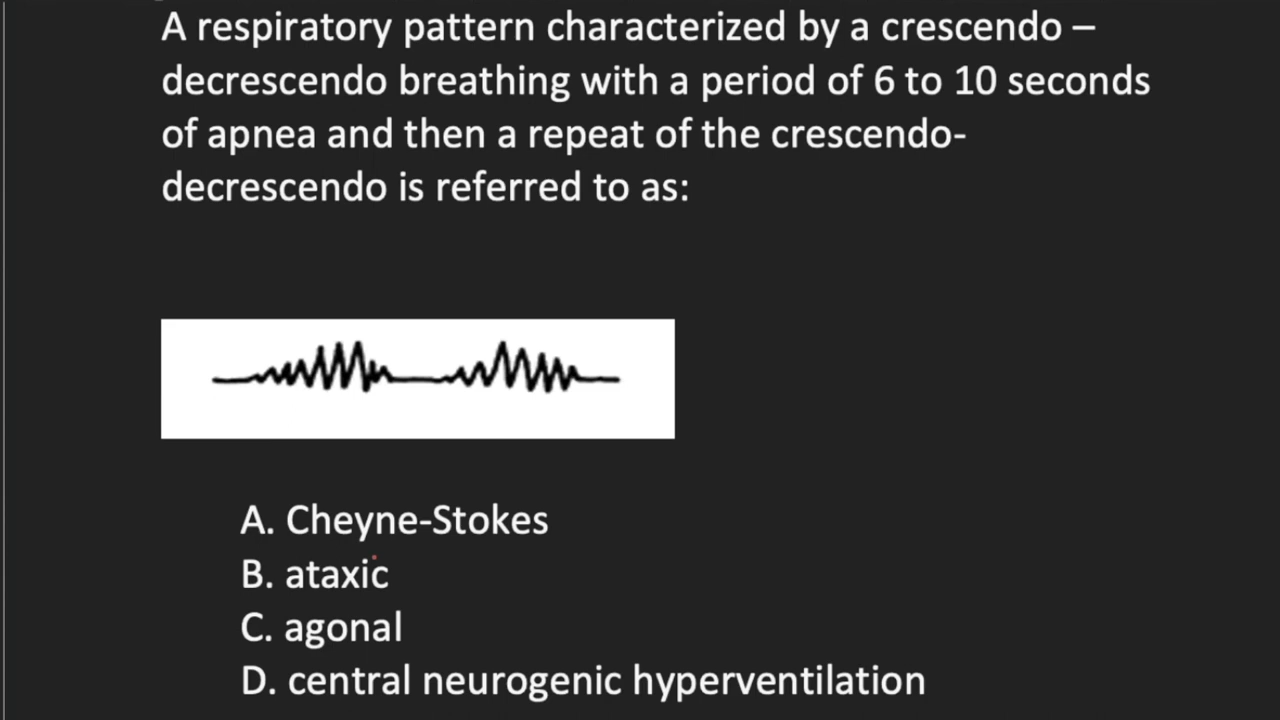 A respiratory pattern characterized by a crescendo –
decrescendo breathing with a period of 6 to 10 seconds
of apnea and then a repeat of the crescendo-
decrescendo is referred to as:
A. Cheyne-Stokes
B. ataxic
C. agonal
D. central neurogenic hyperventilation